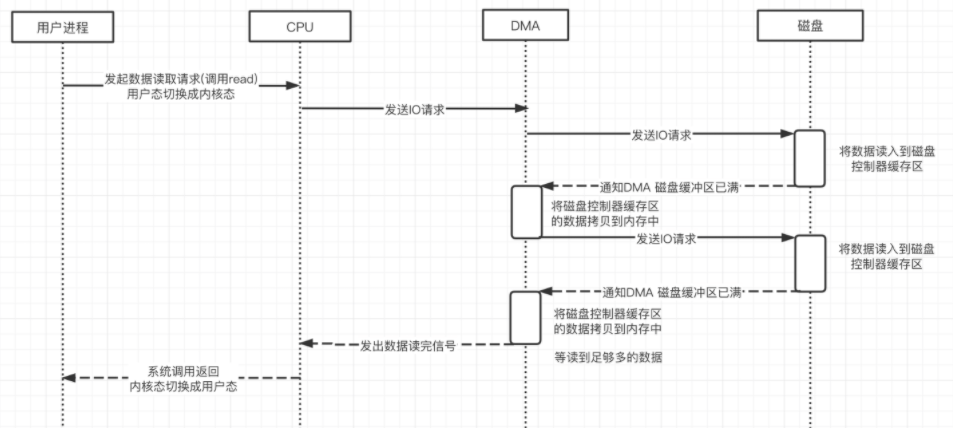 用户进程
CPU
DMA
磁盘
发起数据读取请求(调用read)
用户态切换成内核态
发送IO请求
发送IO请求
将数据读入到磁盘
控制器缓存区
通知DMA 磁盘缓冲区已满
将磁盘控制器缓存区
的数据拷贝到内存中
发送IO请求
将数据读入到磁盘
控制器缓存区
通知DMA 磁盘缓冲区已满
将磁盘控制器缓存区
的数据拷贝到内存中
发出数据读完信号
等读到足够多的数据
系统调用返回
内核态切换成用户态